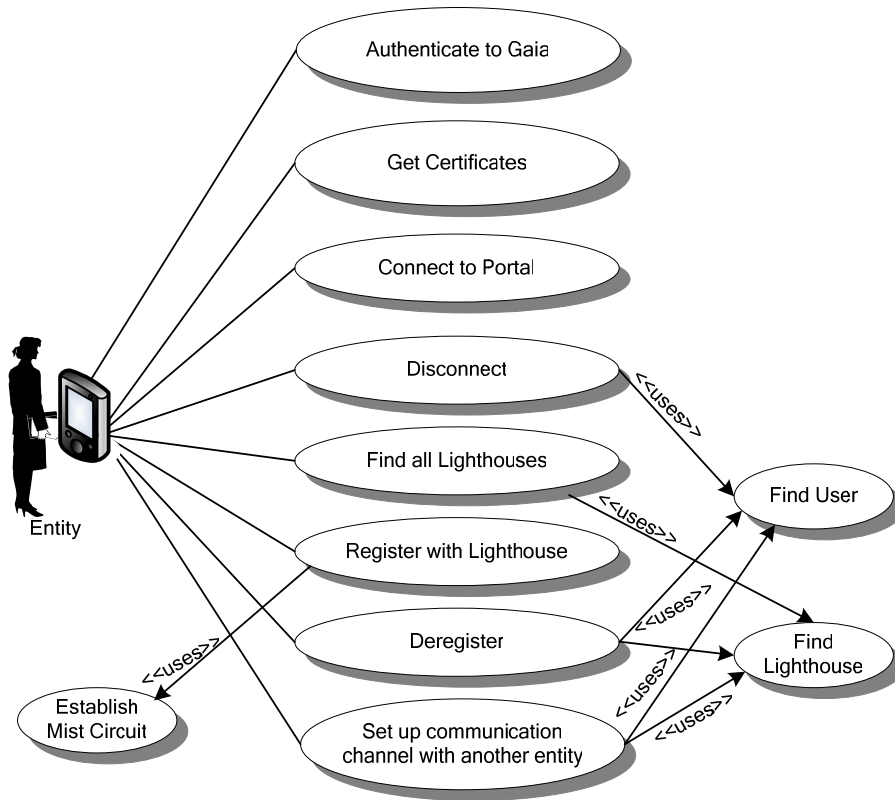 Authenticate to Gaia
Get Certificates
Connect to Portal
Disconnect
<<uses>>
Find all Lighthouses
Find User
<<uses>>
Entity
Register with Lighthouse
<<uses>>
Deregister
<<uses>>
Find
Lighthouse
<<uses>>
Establish
Mist Circuit
Set up communication
channel with another entity
<<uses>>